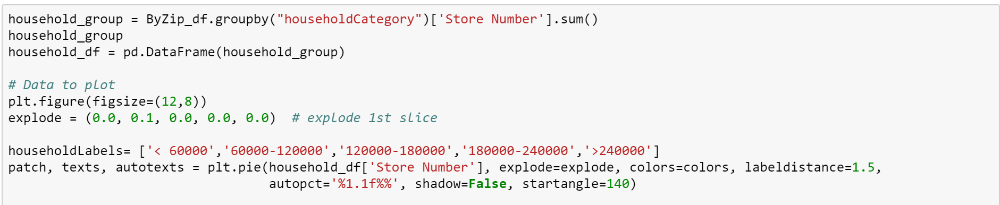 household_group = ByZip_df.groupby("householdCategory")['Store Number'].sum()
household_group
household_df = pd.DataFrame(household_group)
# Data to plot
plt.figure(figsize=(12,8))
explode = (0.0, 0.1, 0.0, 0.0, 0.0)  # explode 1st slice
householdLabels= ['< 60000','60000-120000','120000-180000','180000-240000','>240000']
patch, texts, autotexts = plt.pie(household_df['Store Number'], explode=explode, colors=colors, labeldistance=1.5,
                                  autopct='%1.1f%%', shadow=False, startangle=140)